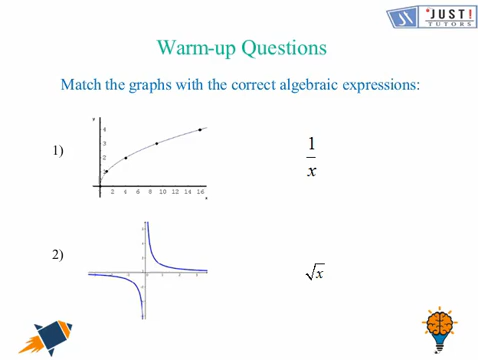 JUST!
TUTORS
Warm-up Questions
Match the graphs with the correct algebraic expressions:
1)
4
3
2
1
2 4 6 8 10 12 14 16
x
1
x
2)
√x